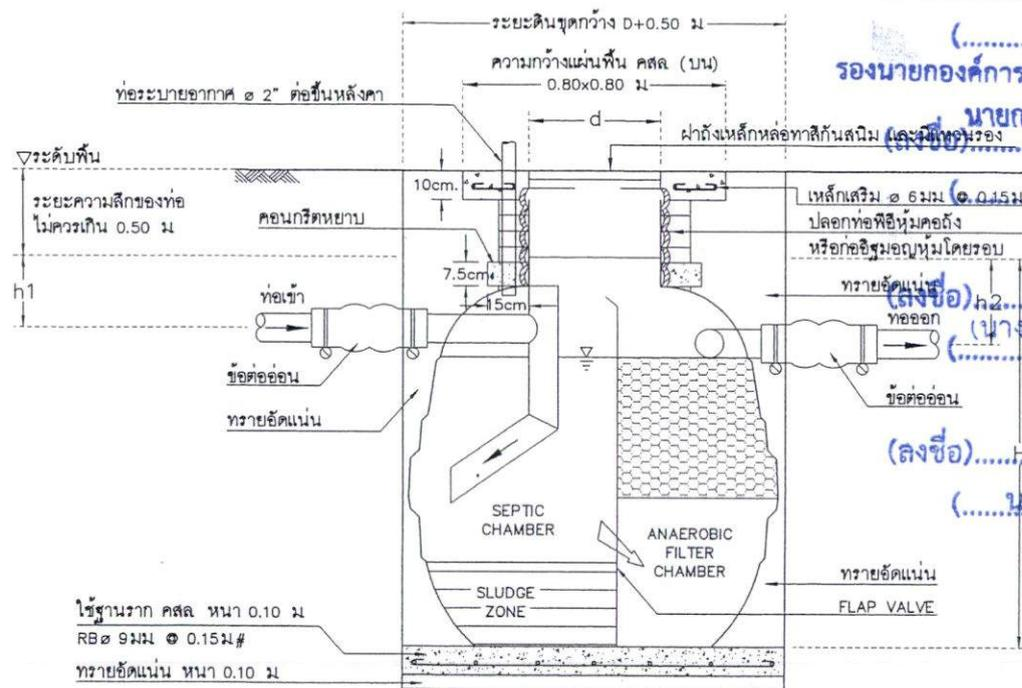 ระยะดินขุดกว้าง D+0.50 ม
ความกว้างแผ่นพื้น คสล (บน)
0.80x0.80 ม
(.........
รองนายกองค์การ
ท่อระบายอากาศ ø 2" ต่อขึ้นหลังคา
d
ฝาถังเหล็กหล่อทาสีกันสนิม และมีแหวนรอง
(ลงชื่อ)......
ระดับพื้น
10cm.
เหล็กเสริม ø 6มม @ 0.15ม
ระยะความลึกของท่อ
ไม่ควรเกิน 0.50 ม
คอนกรีตหยาบ
ปลอกท่อพีอีหุ้มคอถัง
หรือก่ออิฐมอญหุ้มโดยรอบ
7.5cm
ทรายอัดแน่น
h1
15cm.
(ลงชื่อ)......
h2
ท่อเข้า
ท่อออก
(นาง
(.........
ข้อต่ออ่อน
ข้อต่ออ่อน
ทรายอัดแน่น
(ลงชื่อ)......
H
SEPTIC
CHAMBER
ANAEROBIC
FILTER
CHAMBER
ทรายอัดแน่น
SLUDGE
ZONE
FLAP VALVE
ใช้ฐานราก คสล หนา 0.10 ม
RBø 9มม @ 0.15ม#
ทรายอัดแน่น หนา 0.10 ม